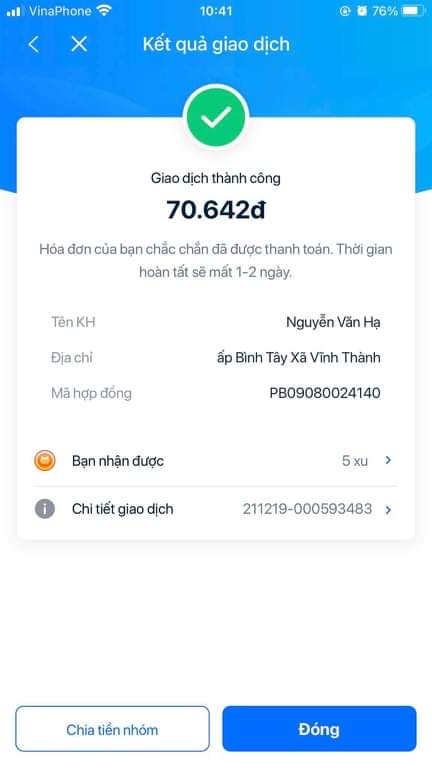 VinaPhone 10:41 76%
Kết quả giao dịch
Giao dịch thành công
70.642đ
Hóa đơn của bạn chắc chắn đã được thanh toán. Thời gian
hoàn tất sẽ mất 1-2 ngày.
Tên KH Nguyễn Văn Hạ
Địa chỉ ấp Bình Tây Xã Vĩnh Thành
Mã hợp đồng PB09080024140
Bạn nhận được 5 xu
Chi tiết giao dịch 211219-000593483
Chia tiền nhóm Đóng